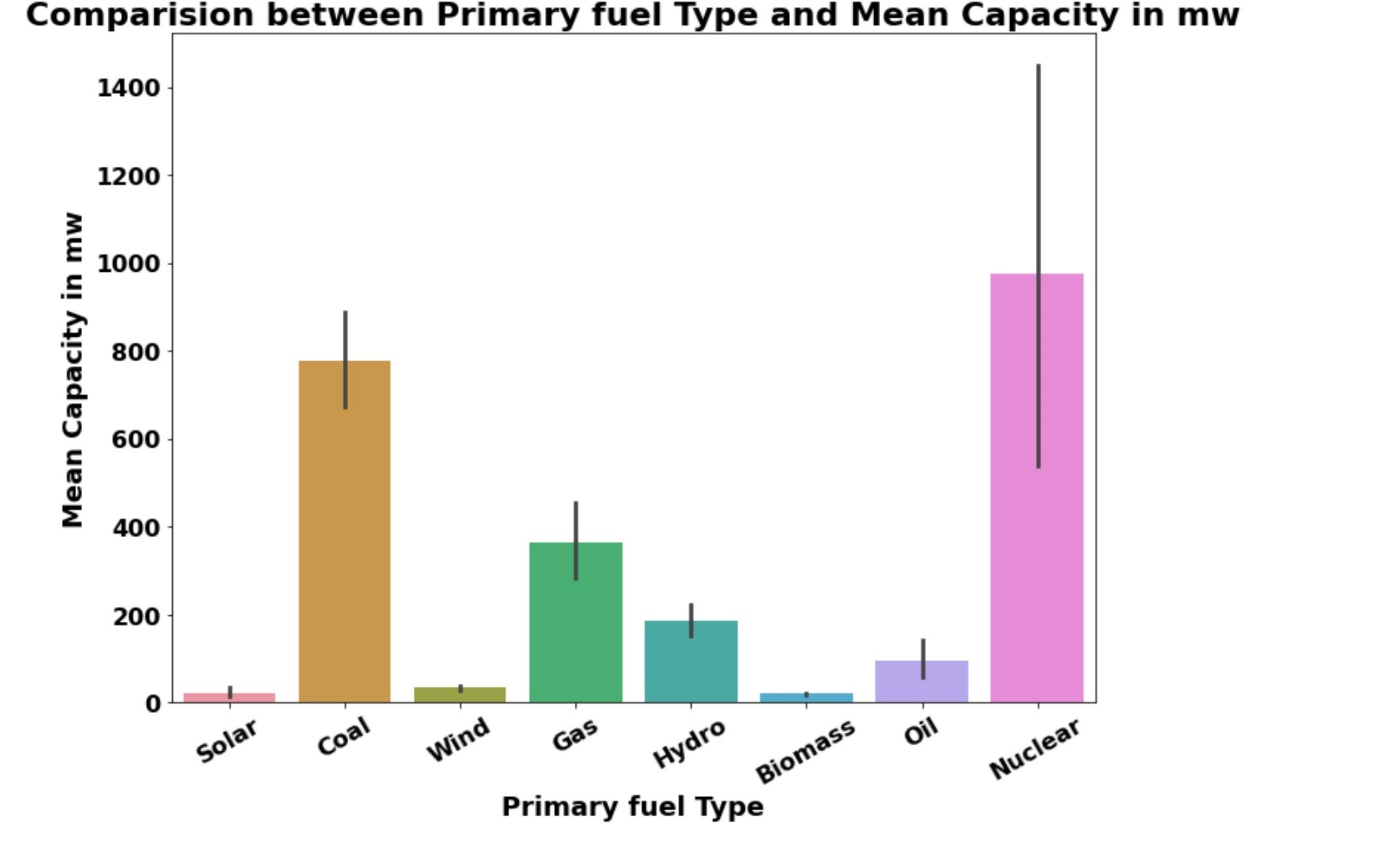 Comparision between Primary fuel Type and Mean Capacity in mw
1400
1200
1000
800
600
400
200
0
Mean Capacity in mw
Solar
Coal
Wind
Gas
Hydro
Biomass
Oil
Nuclear
Primary fuel Type